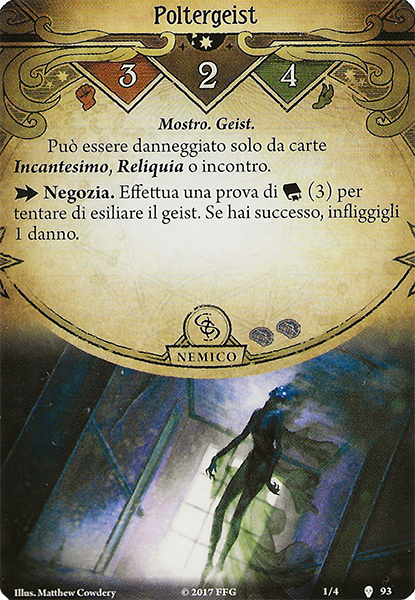 Poltergeist
3 2 4
Mostro. Geist.
Può essere danneggiato solo da carte
Incantesimo, Reliquia o incontro.
Negozia. Effettua una prova di (3) per
tentare di esiliare il geist. Se hai successo, infliggigli
1 danno.
NEMICO
Illus. Matthew Cowdery © 2017 FFG 1/4 93